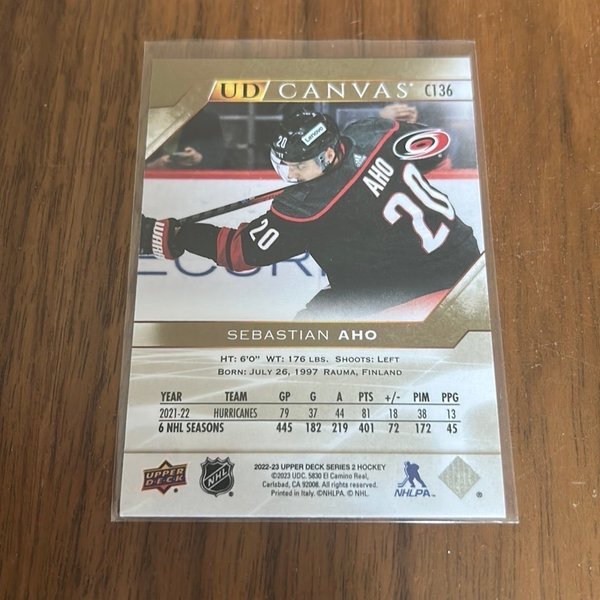 UD CANVAS C136
Lenovo
adidas
AHO
20
20
WARR
ECURI
SEBASTIAN AHO
HT: 6'0" WT: 176 LBS. SHOOTS: LEFT
BORN: JULY 26, 1997 RAUMA, FINLAND
YEAR TEAM GP G A PTS +/- PIM PPG
2021-22 HURRICANES 79 37 44 81 18 38 13
6 NHL SEASONS 445 182 219 401 72 172 45
UPPER DECK
NHL
2022-23 UPPER DECK SERIES 2 HOCKEY
©2023 UDC. 5830 El Camino Real,
Carlsbad, CA 92008. All rights reserved.
Printed in Italy. ©NHLPA. © NHL.
NHLPA
®